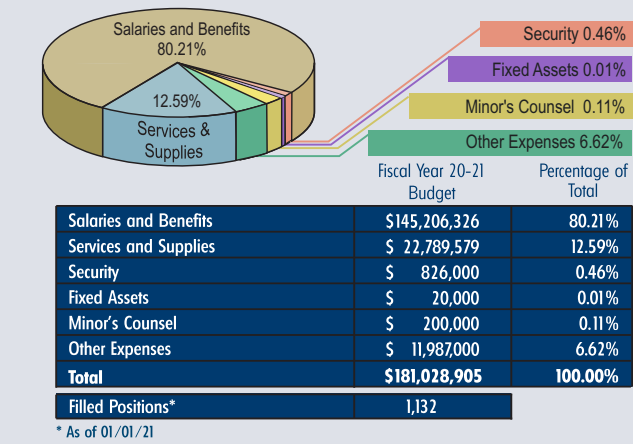 Salaries and Benefits
80.21%
12.59%
Services &
Supplies
Security 0.46%
Fixed Assets 0.01%
Minor's Counsel 0.11%
Other Expenses 6.62%
Fiscal Year 20-21 Budget
Percentage of Total
Salaries and Benefits $145,206,326 80.21%
Services and Supplies $ 22,789,579 12.59%
Security $ 826,000 0.46%
Fixed Assets $ 20,000 0.01%
Minor's Counsel $ 200,000 0.11%
Other Expenses $ 11,987,000 6.62%
Total $181,028,905 100.00%
Filled Positions* 1,132
* As of 01/01/21